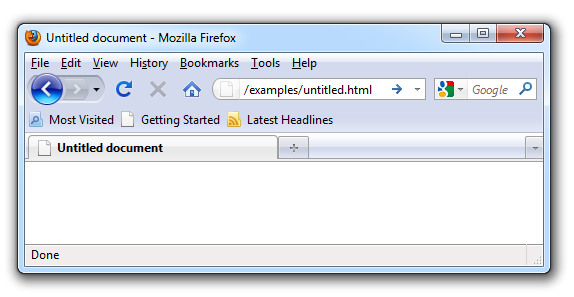 Untitled document - Mozilla Firefox
File Edit View History Bookmarks Tools Help
/examples/untitled.html Google
Most Visited Getting Started Latest Headlines
Untitled document
Done